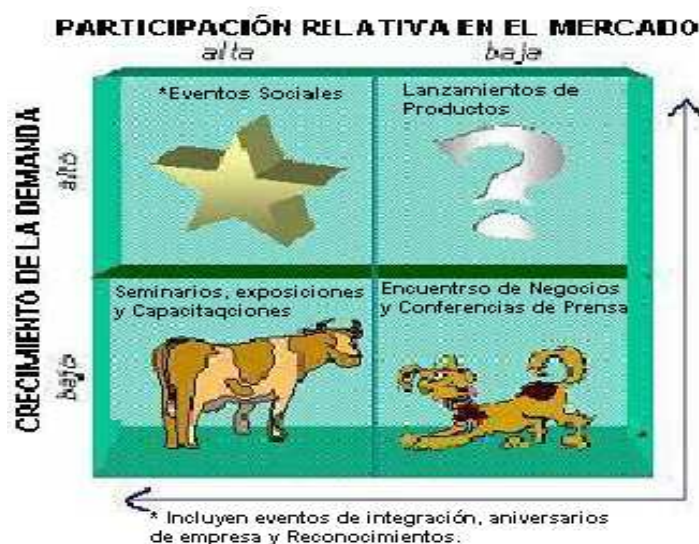 PARTICIPACIÓN RELATIVA EN EL MERCADO
alta
baja
*Eventos Sociales
Lanzamientos de
Productos
CRECIMIENTO DE LA DEMANDA
alto
?
Seminarios, exposiciones
y Capacitaqciones
Encuentrso de Negocios
y Conferencias de Prensa
bajo
* Incluyen eventos de integración, aniversarios
de empresa y Reconocimientos.